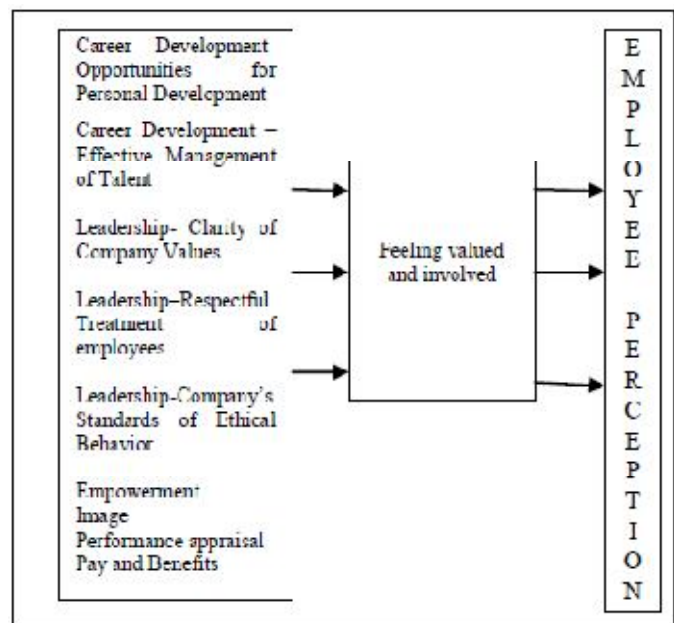 Career Development
Opportunities for
Personal Development
Career Development –
Effective Management
of Talent
Leadership- Clarity of
Company Values
Leadership–Respectful
Treatment of
employees
Leadership-Company's
Standards of Ethical
Behavior
Empowerment
Image
Performance appraisal
Pay and Benefits
Feeling valued
and involved
EMPLOYEE PERCEPTION